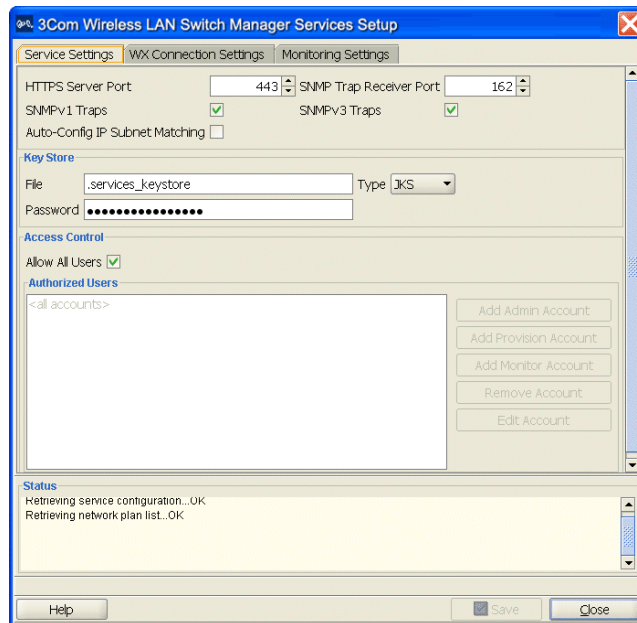 3Com Wireless LAN Switch Manager Services Setup
Service Settings WX Connection Settings Monitoring Settings
HTTPS Server Port 443 SNMP Trap Receiver Port 162
SNMPv1 Traps SNMPv3 Traps
Auto-Config IP Subnet Matching
Key Store
File .services_keystore Type JKS
Password ●●●●●●●●●●●●●●●●
Access Control
Allow All Users
Authorized Users
<all accounts>
Add Admin Account
Add Provision Account
Add Monitor Account
Remove Account
Edit Account
Status
Retrieving service configuration...OK
Retrieving network plan list...OK
Help Save Close